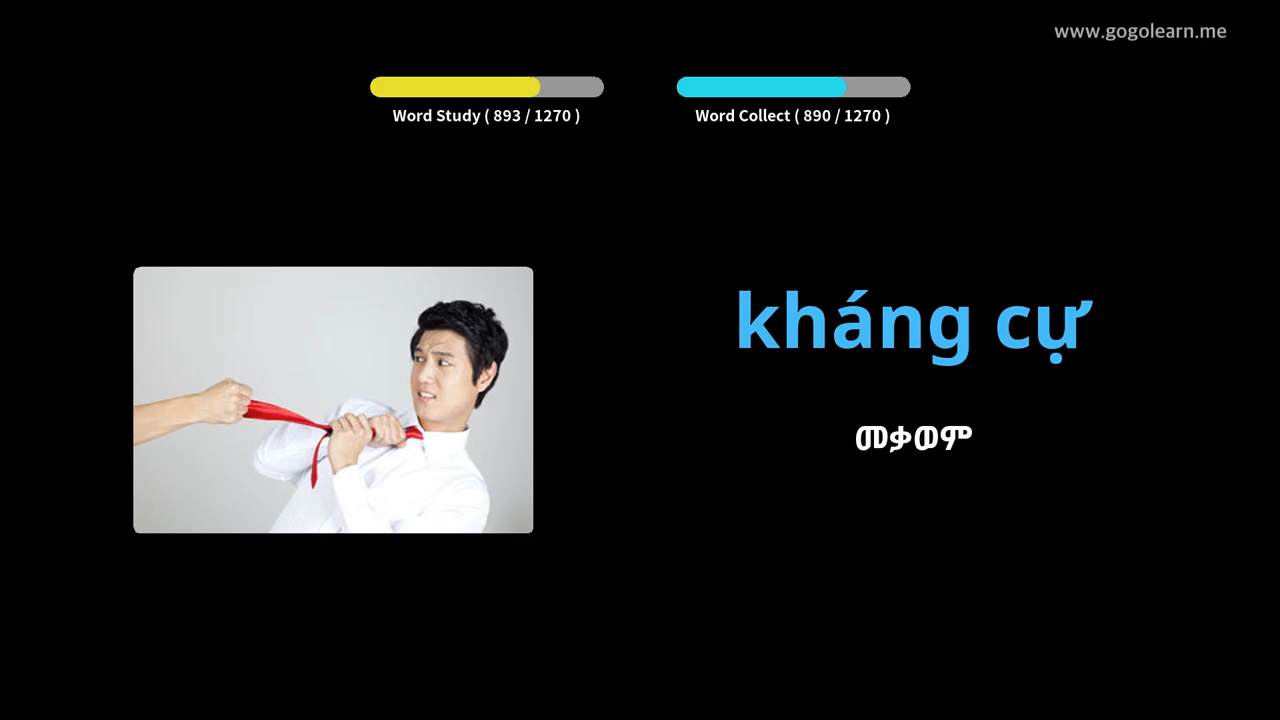 www.gogolearn.me
Word Study ( 893 / 1270 )
Word Collect ( 890 / 1270 )
kháng cự
መቃወም